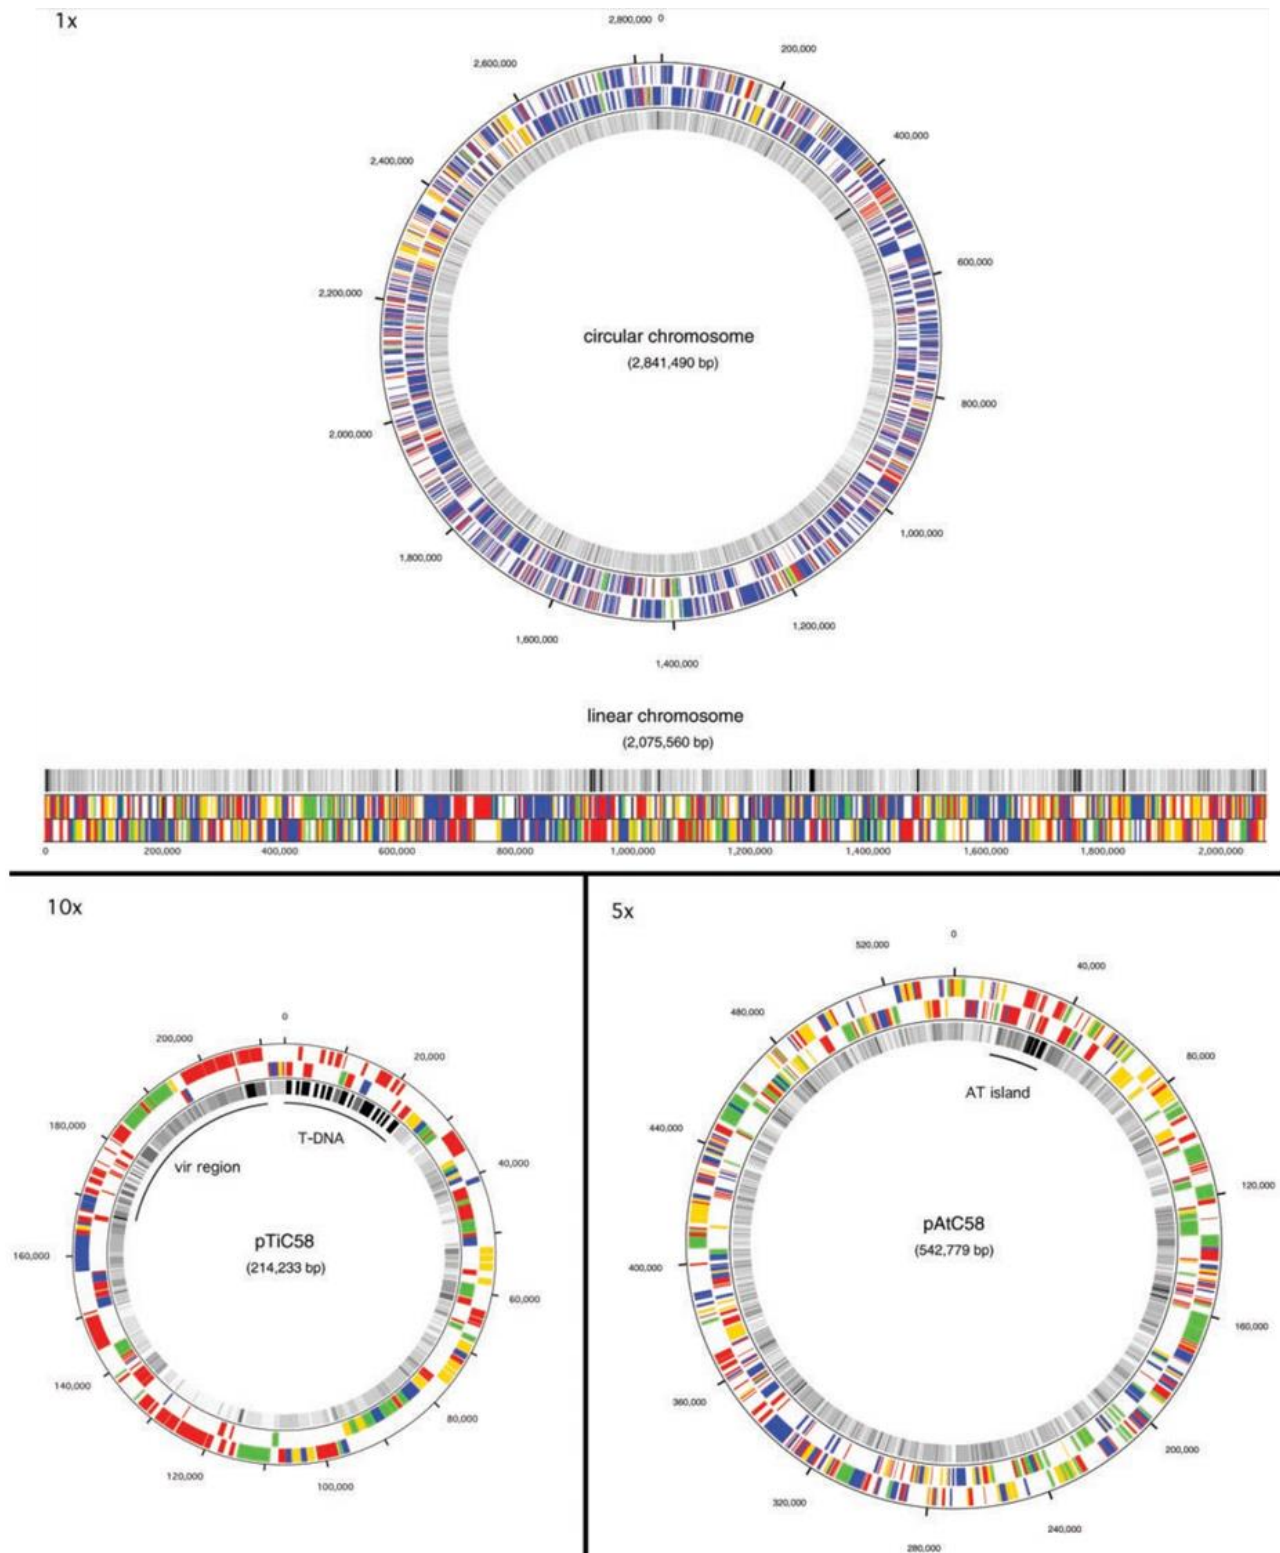 1x
2,800,000 0
200,000
400,000
600,000
800,000
1,000,000
1,200,000
1,400,000
1,600,000
1,800,000
2,000,000
2,200,000
2,400,000
2,600,000
circular chromosome
(2,841,490 bp)
linear chromosome
(2,075,560 bp)
0 200,000 400,000 600,000 800,000 1,000,000 1,200,000 1,400,000 1,600,000 1,800,000 2,000,000
10x
0
20,000
40,000
60,000
80,000
100,000
120,000
140,000
160,000
180,000
200,000
T-DNA
vir region
pTiC58
(214,233 bp)
5x
0
40,000
80,000
120,000
160,000
200,000
240,000
280,000
320,000
360,000
400,000
440,000
480,000
520,000
AT island
pAtC58
(542,779 bp)